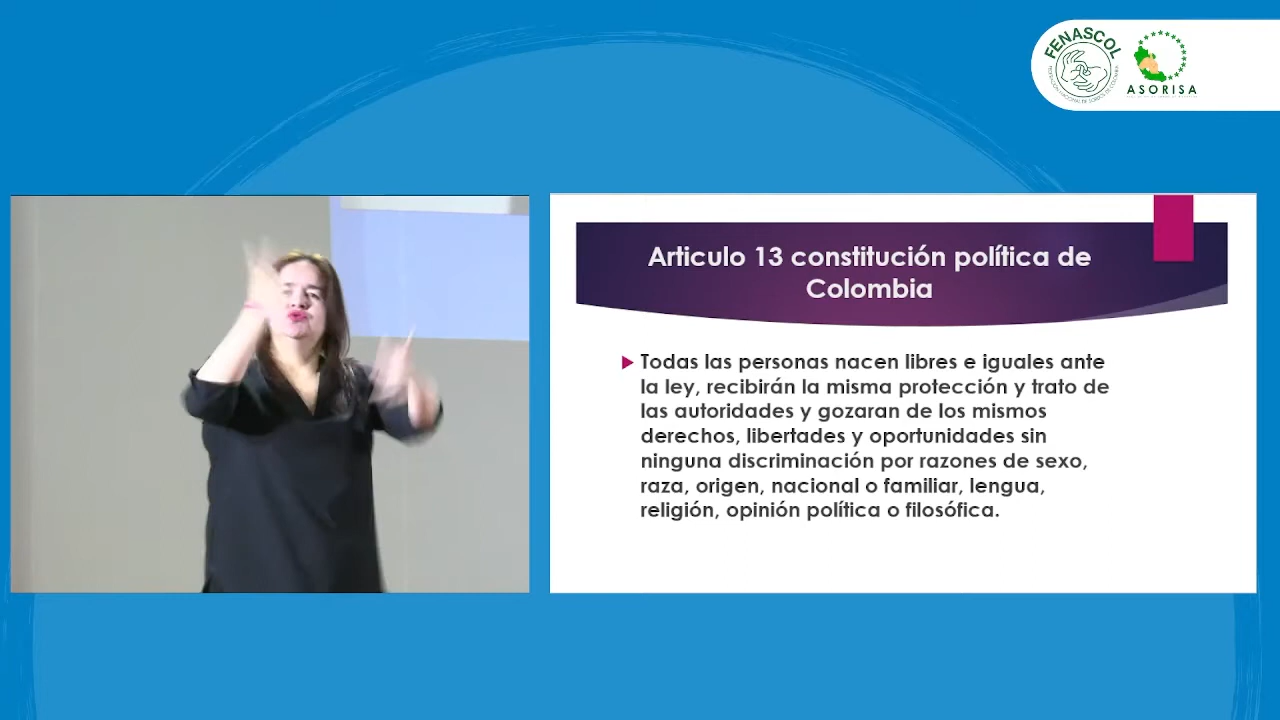 FENASCOL
ASORISA
Articulo 13 constitución política de
Colombia
Todas las personas nacen libres e iguales ante
la ley, recibirán la misma protección y trato de
las autoridades y gozaran de los mismos
derechos, libertades y oportunidades sin
ninguna discriminación por razones de sexo,
raza, origen, nacional o familiar, lengua,
religión, opinión política o filosófica.